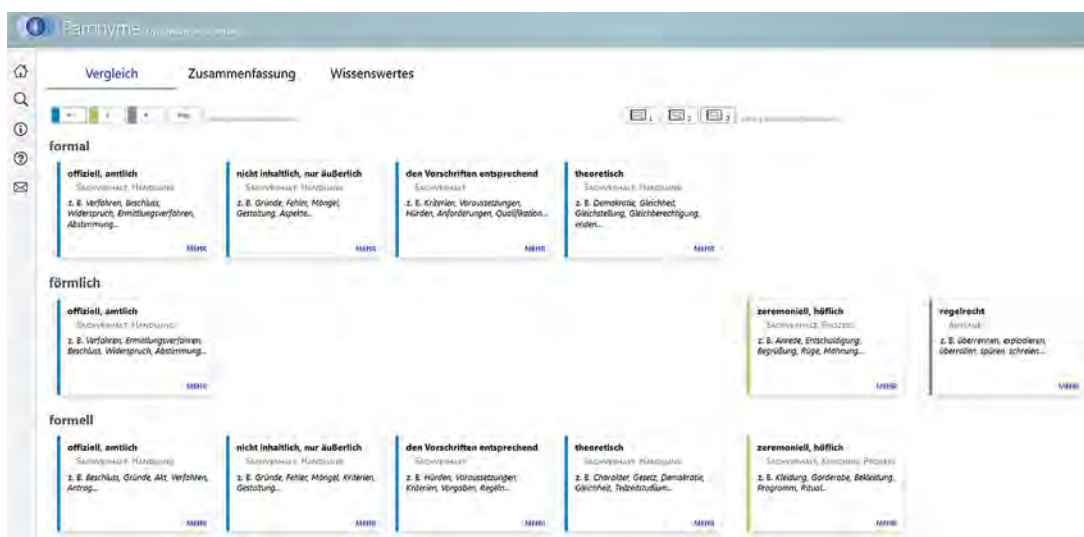 Paronyme
Vergleich Zusammenfassung Wissenswertes
1 2 3
formal
offiziell, amtlich
SACHVERHALT, HANDLUNG
z. B. Verfahren, Beschluss,
Widerspruch, Ermittlungsverfahren,
Abstimmung...
MEHR
nicht inhaltlich, nur äußerlich
SACHVERHALT, HANDLUNG
z. B. Gründe, Fehler, Mängel,
Gestaltung, Aspekte...
MEHR
den Vorschriften entsprechend
SACHVERHALT
z. B. Kriterien, Voraussetzungen,
Hürden, Anforderungen, Qualifikation...
MEHR
theoretisch
SACHVERHALT, HANDLUNG
z. B. Demokratie, Gleichheit,
Gleichstellung, Gleichberechtigung,
enden...
MEHR
förmlich
offiziell, amtlich
SACHVERHALT, HANDLUNG
z. B. Verfahren, Ermittlungsverfahren,
Beschluss, Widerspruch, Abstimmung...
MEHR
zeremoniell, höflich
SACHVERHALT, PROZESS
z. B. Anrede, Entschuldigung,
Begrüßung, Rüge, Mahnung...
MEHR
regelrecht
z. B. überrennen, explodieren,
überrollen, spüren, schreien...
MEHR
formell
offiziell, amtlich
SACHVERHALT, HANDLUNG
z. B. Beschluss, Gründe, Akt, Verfahren,
Antrag...
MEHR
nicht inhaltlich, nur äußerlich
SACHVERHALT, HANDLUNG
z. B. Gründe, Fehler, Mängel, Kriterien,
Gestaltung...
MEHR
den Vorschriften entsprechend
SACHVERHALT
z. B. Hürden, Voraussetzungen,
Kriterien, Vorgaben, Regeln...
MEHR
theoretisch
SACHVERHALT, HANDLUNG
z. B. Charakter, Gesetz, Demokratie,
Gleichheit, Teilzeitstudium...
MEHR
zeremoniell, höflich
z. B. Kleidung, Garderobe, Bekleidung,
Programm, Ritual...
MEHR